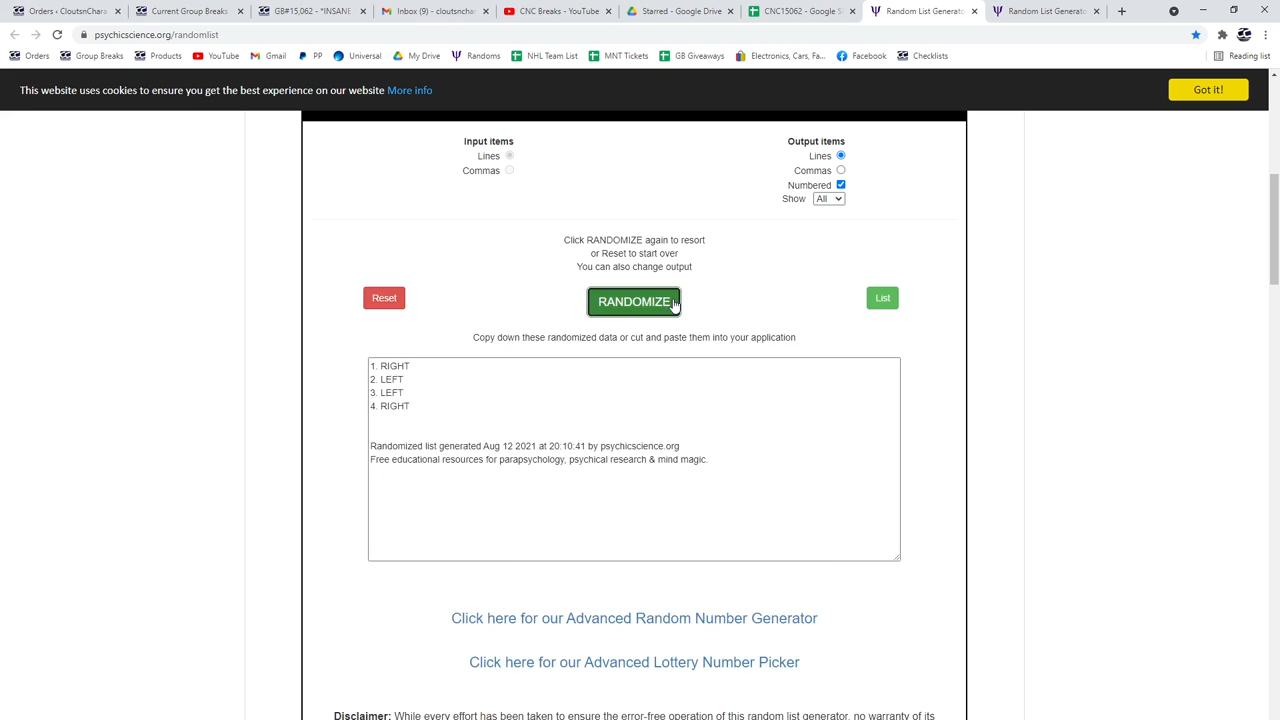 Orders ‹ CloutsnChara
Current Group Breaks
GB#15,062 - *INSANE
Inbox (9) - cloutsnchar
CNC Breaks - YouTube
Starred - Google Drive
CNC15062 - Google S
Random List Generato
Random List Generato
psychicscience.org/randomlist
Orders
Group Breaks
Products
YouTube
Gmail
PP
Universal
My Drive
Randoms
NHL Team List
MNT Tickets
GB Giveaways
Electronics, Cars, Fa...
Facebook
Checklists
Reading list
This website uses cookies to ensure you get the best experience on our website More info
Got it!
Input items
Lines
Commas
Output items
Lines
Commas
Numbered
Show All
Click RANDOMIZE again to resort
or Reset to start over
You can also change output
Reset
RANDOMIZE
List
Copy down these randomized data or cut and paste them into your application
1. RIGHT
2. LEFT
3. LEFT
4. RIGHT
Randomized list generated Aug 12 2021 at 20:10:41 by psychicscience.org
Free educational resources for parapsychology, psychical research & mind magic.
Click here for our Advanced Random Number Generator
Click here for our Advanced Lottery Number Picker
Disclaimer: While every effort has been taken to ensure the error-free operation of this random list generator, no warranty of its